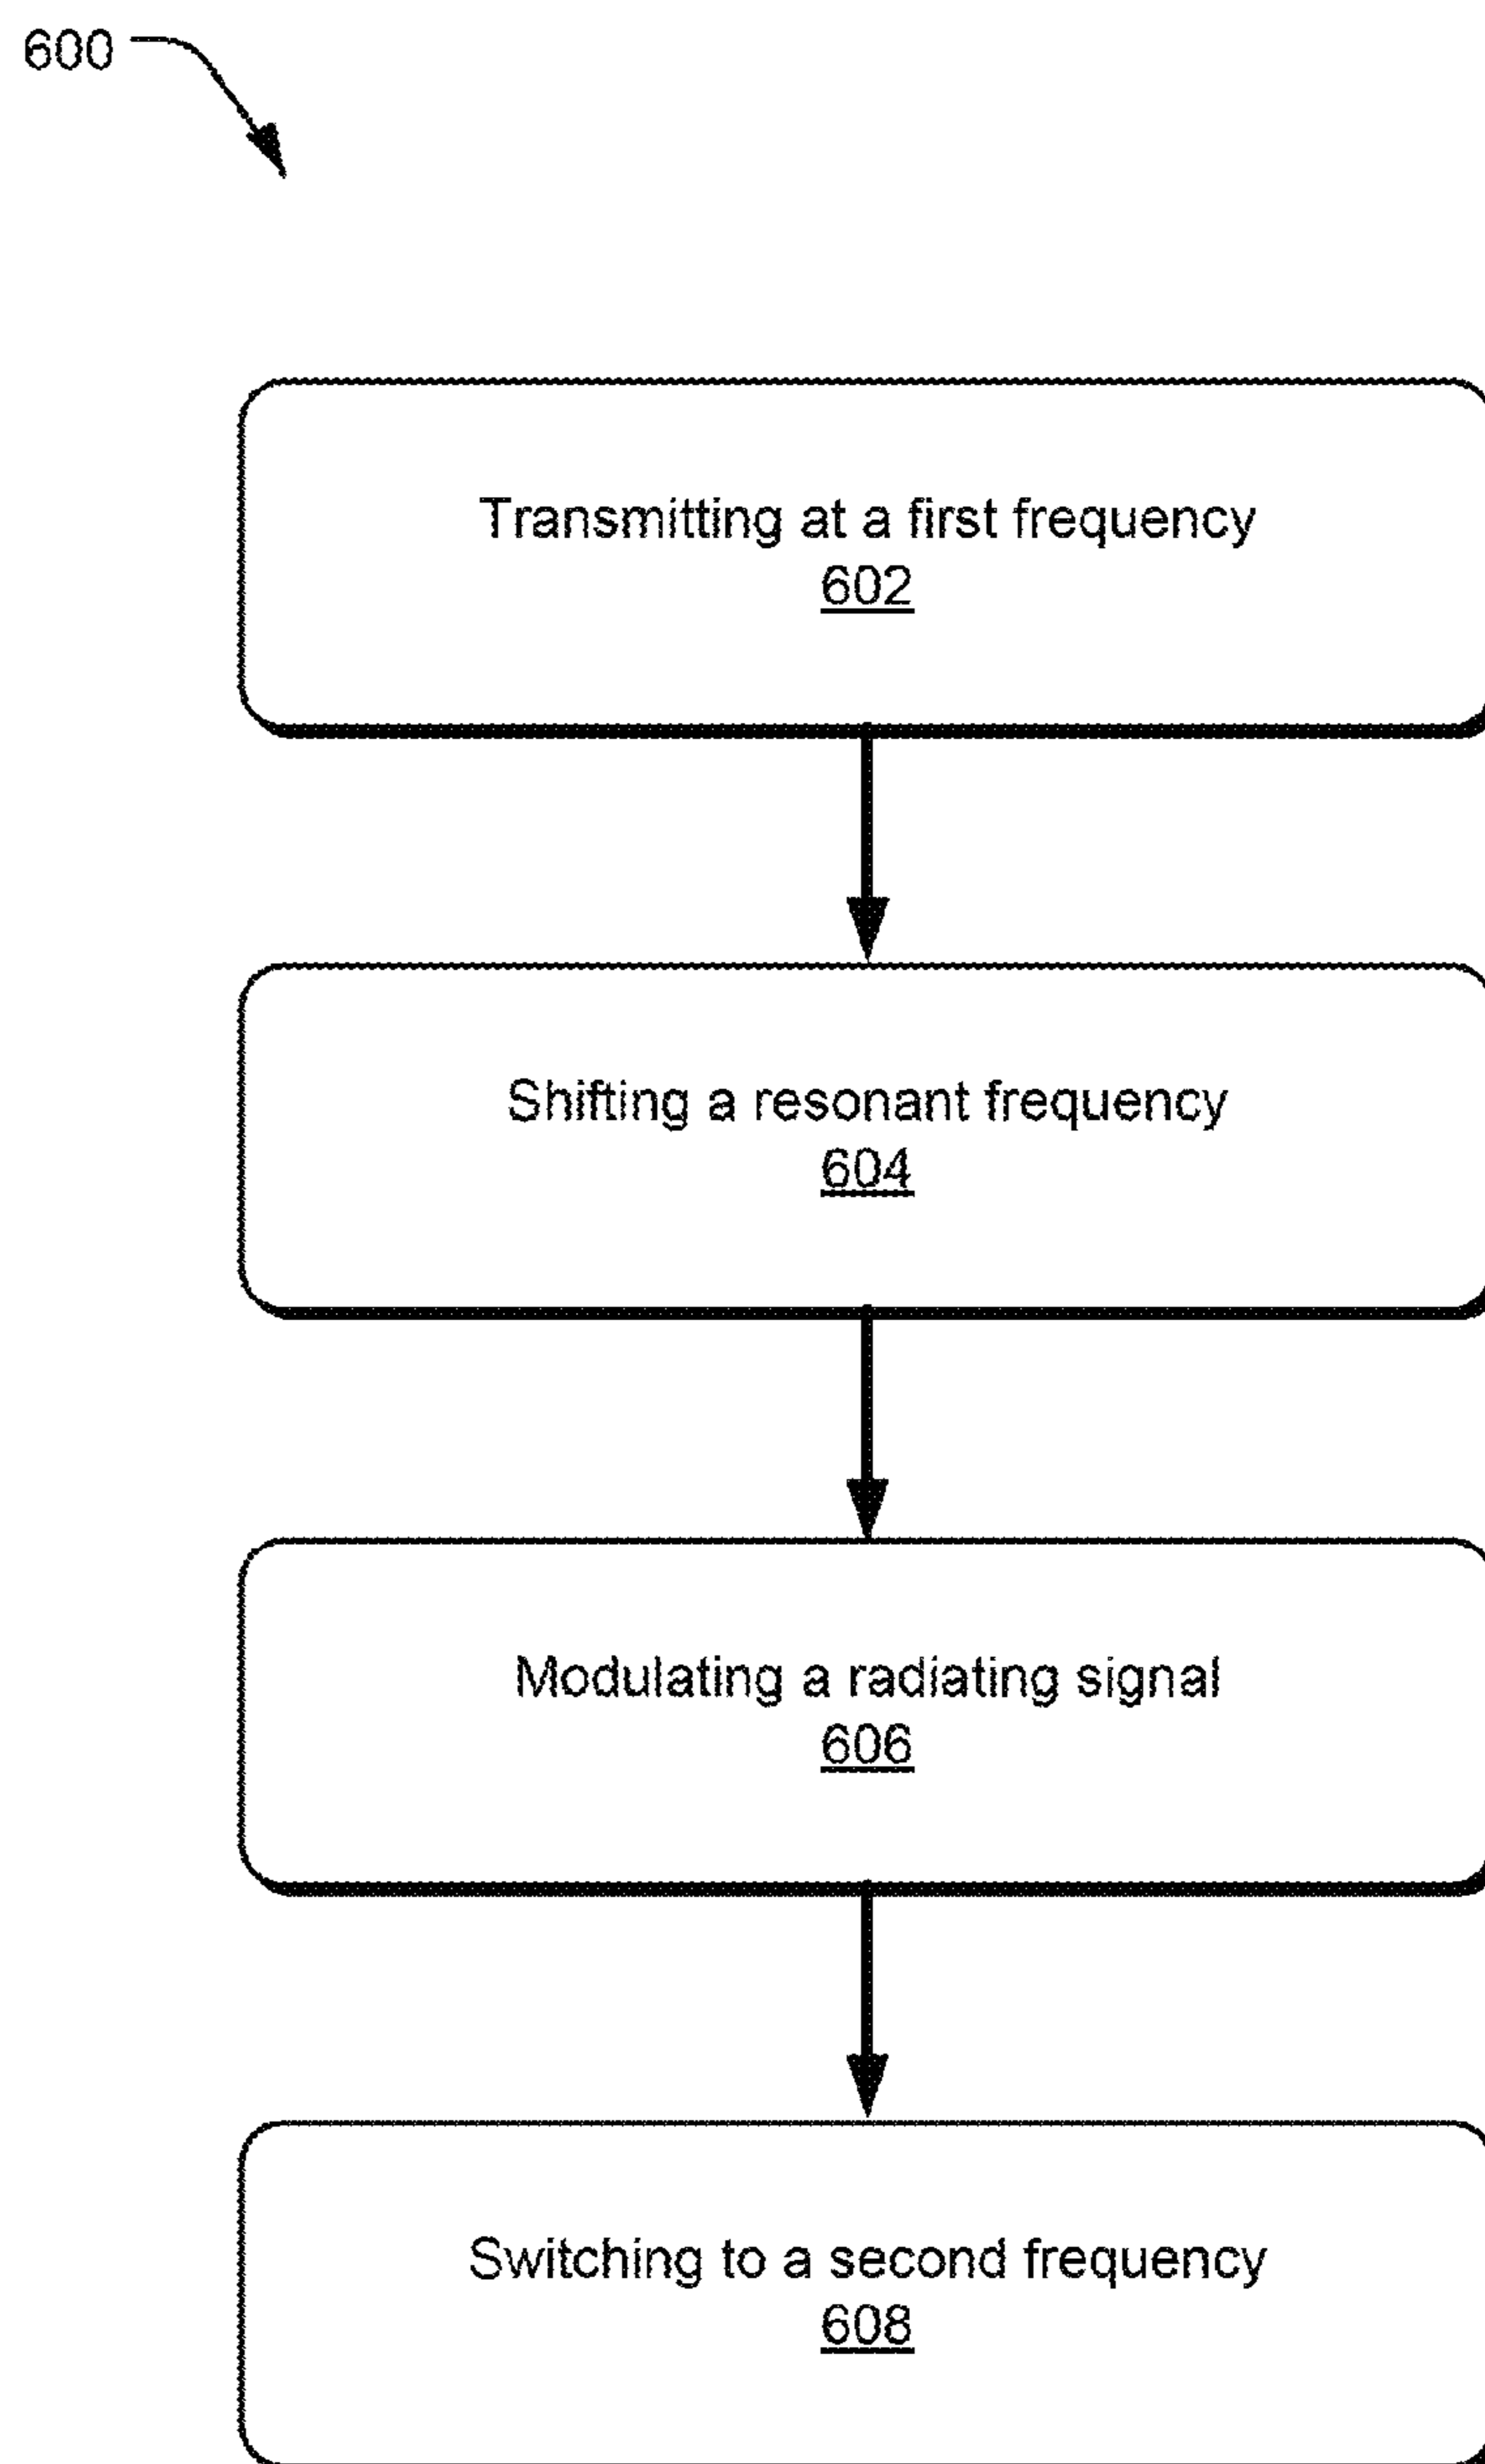 600
Transmitting at a first frequency
602
Shifting a resonant frequency
604
Modulating a radiating signal
606
Switching to a second frequency
608